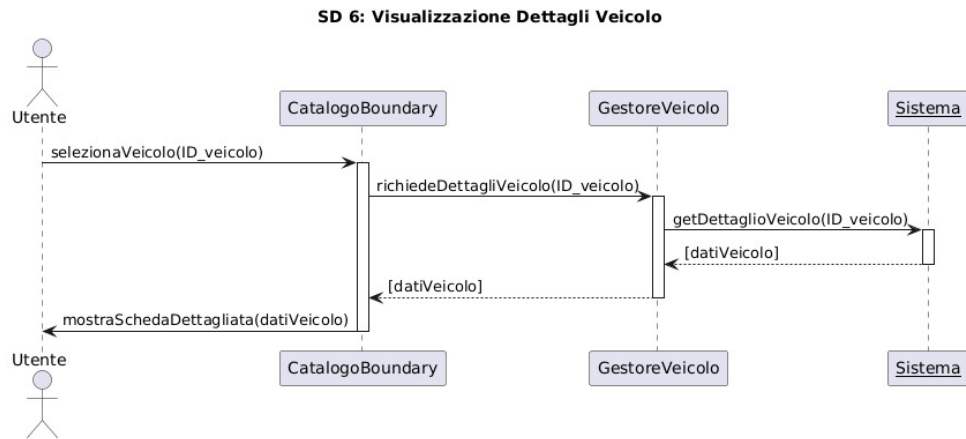 SD 6: Visualizzazione Dettagli Veicolo
Utente
CatalogoBoundary
GestoreVeicolo
Sistema
selezionaVeicolo(ID_veicolo)
richiedeDettagliVeicolo(ID_veicolo)
getDettaglioVeicolo(ID_veicolo)
[datiVeicolo]
[datiVeicolo]
mostraSchedaDettagliata(datiVeicolo)
Utente
CatalogoBoundary
GestoreVeicolo
Sistema